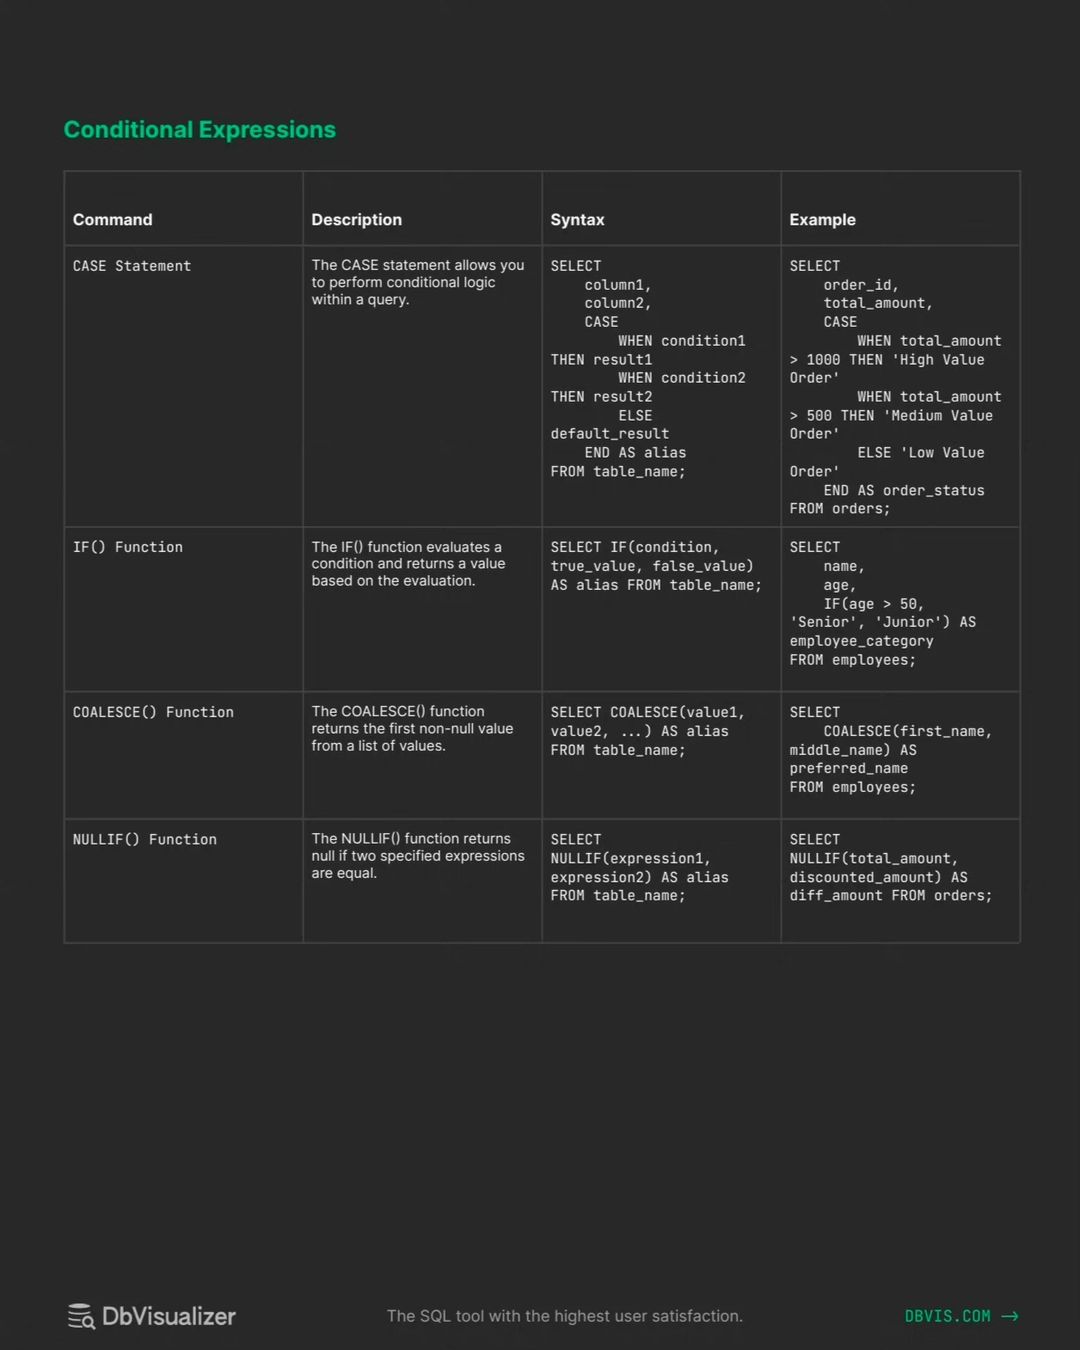 Conditional Expressions
Command
Description
Syntax
Example
CASE Statement
The CASE statement allows you
to perform conditional logic
within a query.
SELECT
    column1,
    column2,
    CASE
        WHEN condition1
THEN result1
        WHEN condition2
THEN result2
        ELSE
default_result
    END AS alias
FROM table_name;
SELECT
    order_id,
    total_amount,
    CASE
        WHEN total_amount
> 1000 THEN 'High Value
Order'
        WHEN total_amount
> 500 THEN 'Medium Value
Order'
        ELSE 'Low Value
Order'
    END AS order_status
FROM orders;
IF() Function
The IF() function evaluates a
condition and returns a value
based on the evaluation.
SELECT IF(condition,
true_value, false_value)
AS alias FROM table_name;
SELECT
    name,
    age,
    IF(age > 50,
'Senior', 'Junior') AS
employee_category
FROM employees;
COALESCE() Function
The COALESCE() function
returns the first non-null value
from a list of values.
SELECT COALESCE(value1,
value2, ...) AS alias
FROM table_name;
SELECT
    COALESCE(first_name,
middle_name) AS
preferred_name
FROM employees;
NULLIF() Function
The NULLIF() function returns
null if two specified expressions
are equal.
SELECT
NULLIF(expression1,
expression2) AS alias
FROM table_name;
SELECT
NULLIF(total_amount,
discounted_amount) AS
diff_amount FROM orders;
DbVisualizer
The SQL tool with the highest user satisfaction.
DBVIS.COM →